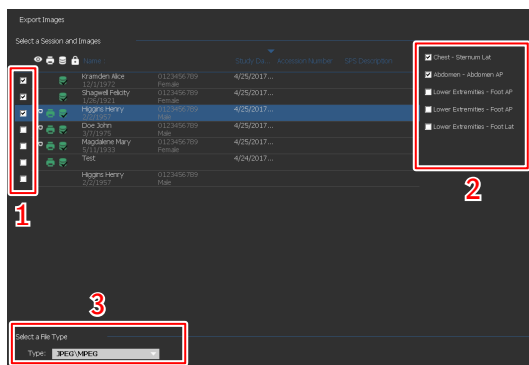 Export Images
Select a Session and Images
Name Study Da... Accession Number SPS Description
Kramden Alice 0123456789 4/25/2017...
12/1/1972 Female
Shagwell Felicity 0123456789 4/25/2017...
1/26/1921 Female
Higgins Henry 0123456789 4/25/2017...
2/2/1957 Male
Doe John 0123456789 4/25/2017...
3/7/1975 Male
Magdalene Mary 0123456789 4/25/2017...
5/11/1933 Female
Test 4/24/2017...
Higgins Henry 0123456789
2/2/1957 Male
1
Chest - Sternum Lat
Abdomen - Abdomen AP
Lower Extremities - Foot AP
Lower Extremities - Foot AP
Lower Extremities - Foot Lat
2
3
Select a File Type
Type: JPEG\MPEG